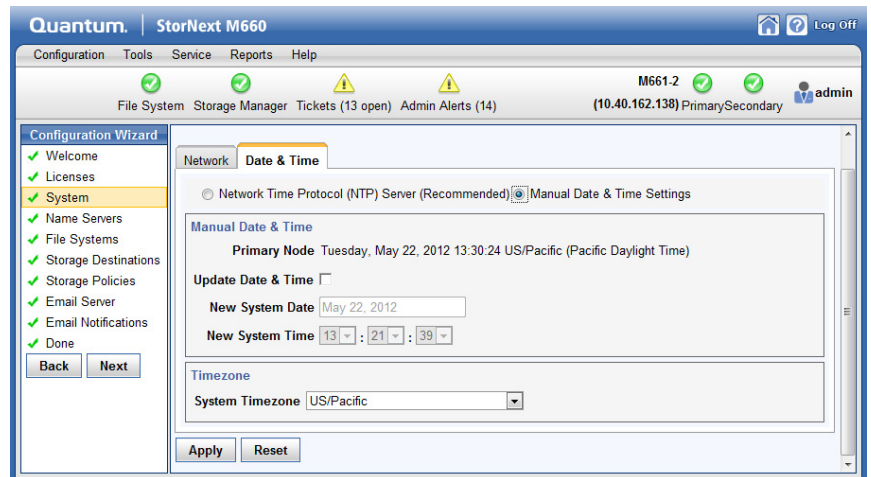 Quantum. StorNext M660
? Log Off
Configuration Tools Service Reports Help
File System Storage Manager Tickets (13 open) Admin Alerts (14)
M661-2
(10.40.162.138) Primary Secondary
admin
Configuration Wizard
Welcome
Licenses
System
Name Servers
File Systems
Storage Destinations
Storage Policies
Email Server
Email Notifications
Done
Back Next
Network Date & Time
Network Time Protocol (NTP) Server (Recommended) Manual Date & Time Settings
Manual Date & Time
Primary Node Tuesday, May 22, 2012 13:30:24 US/Pacific (Pacific Daylight Time)
Update Date & Time
New System Date May 22, 2012
New System Time 13 : 21 : 39
Timezone
System Timezone US/Pacific
Apply Reset